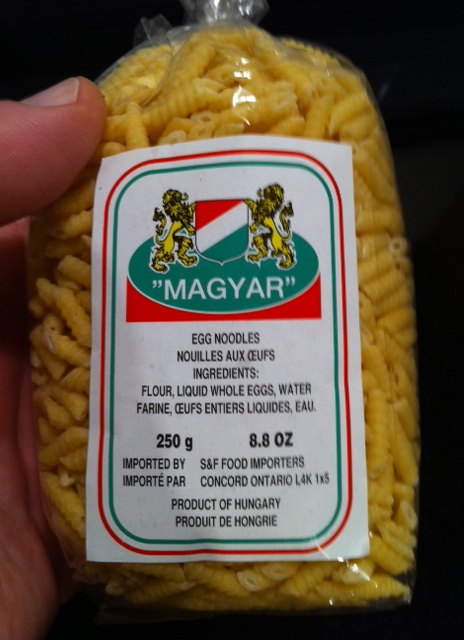 "MAGYAR"
EGG NOODLES
NOUILLES AUX ŒUFS
INGREDIENTS:
FLOUR, LIQUID WHOLE EGGS, WATER
FARINE, ŒUFS ENTIERS LIQUIDES, EAU.
250 g 8.8 OZ
IMPORTED BY S&F FOOD IMPORTERS
IMPORTÉ PAR CONCORD ONTARIO L4K 1x5
PRODUCT OF HUNGARY
PRODUIT DE HONGRIE